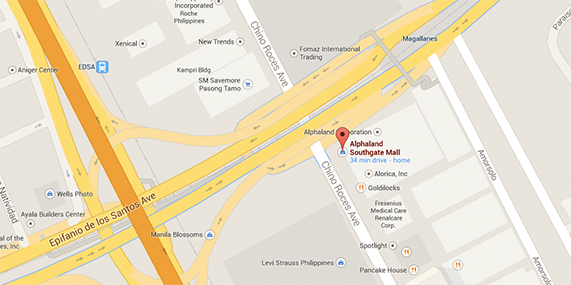 Incorporated
Roche
Philippines
Xenical
New Trends
EDSA
Aniger Center
Kampri Bldg
SM Savemore
Pasong Tamo
Chino Roces Ave
Fomaz International
Trading
Magallanes
Alphaland
Alphaland
Southgate Mall
34 min drive - home
Alorica, Inc
Goldilocks
Fresenius
Medical Care
Renalcare
Corp.
Chino Roces Ave
Amorsolo
Amorsolo
Wells Photo
Ayala Builders Center
Natividad
Epifanio de los Santos Ave
Manila Blossoms
Levi Strauss Philippines
Spotlight
Pancake House